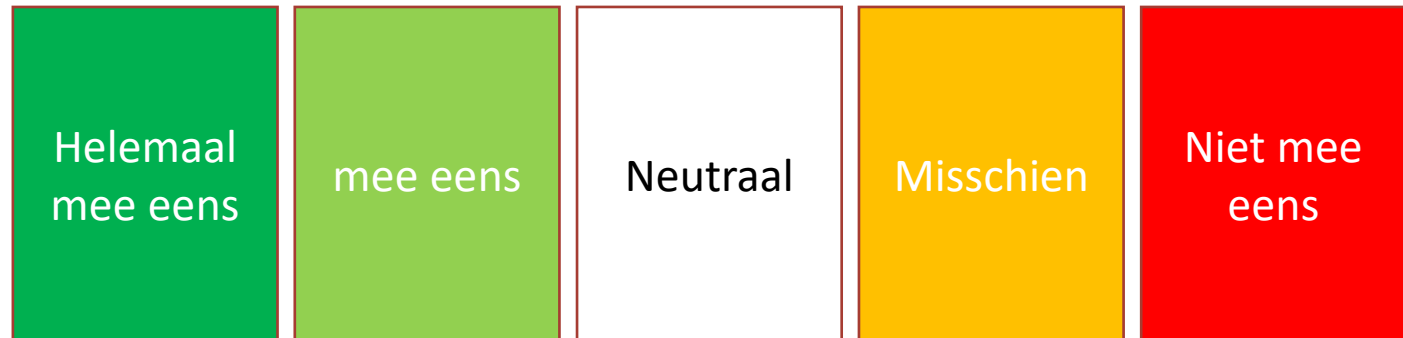 Helemaal
mee eens
mee eens
Neutraal
Misschien
Niet mee
eens